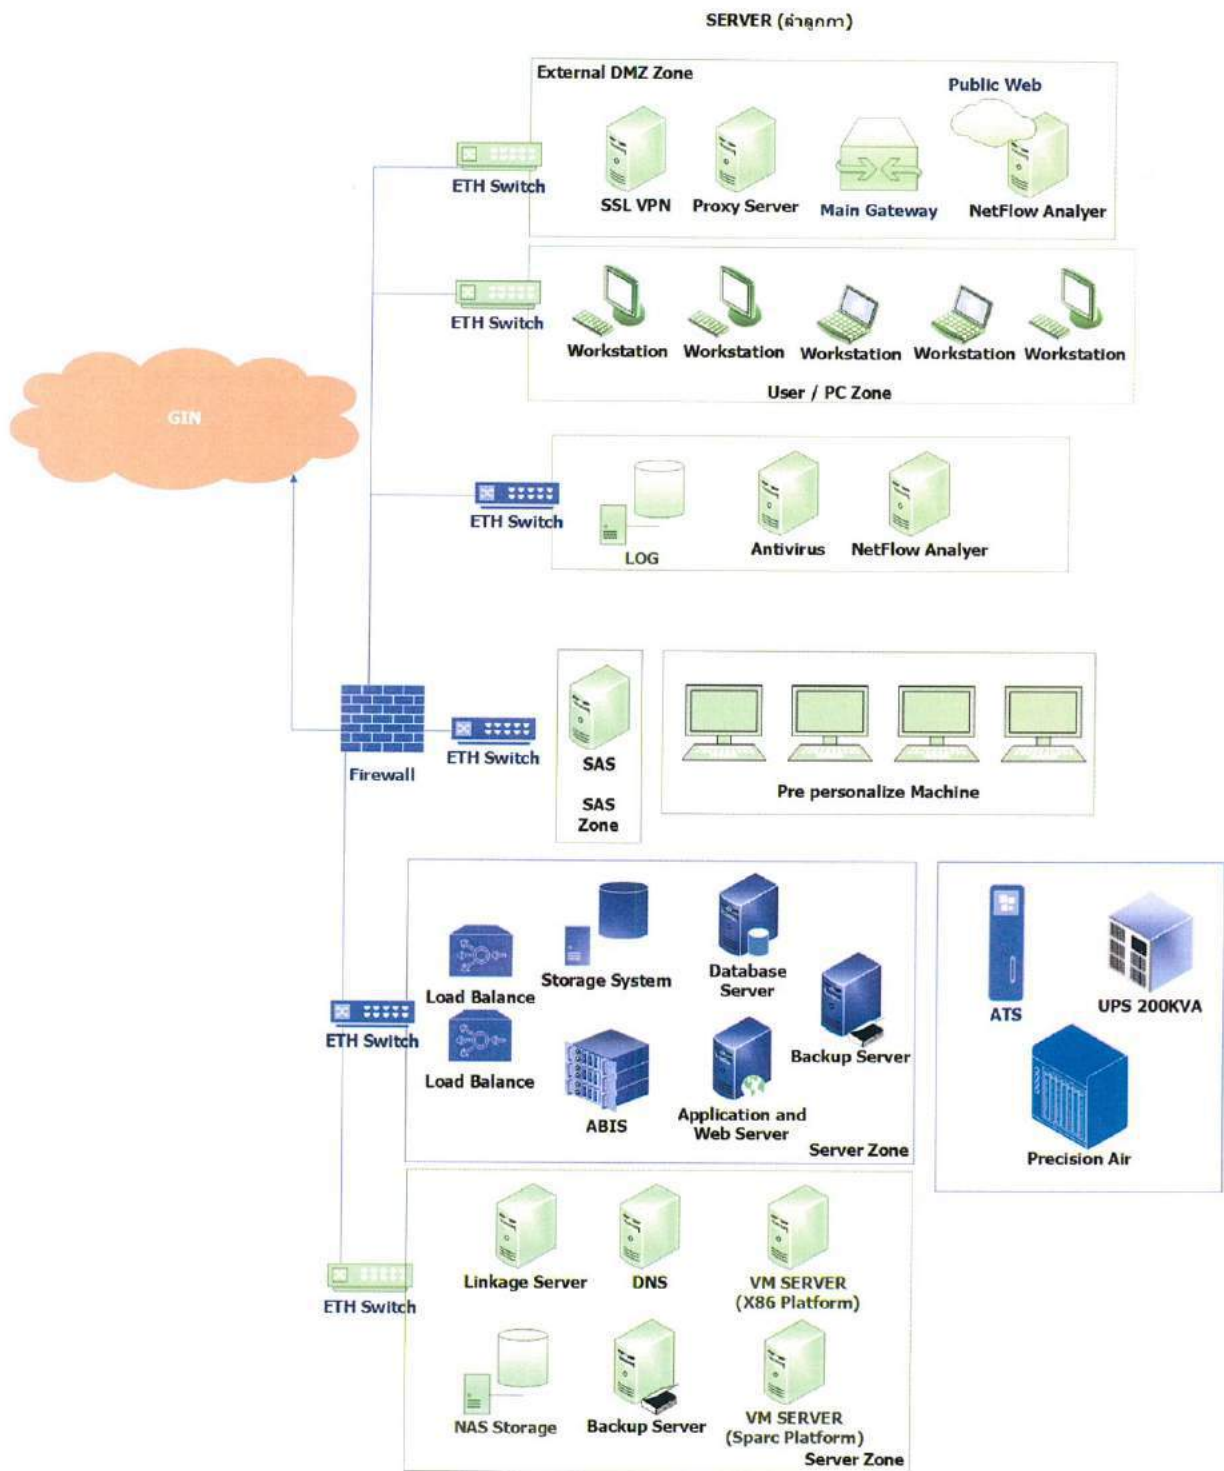 SERVER (ลำลูกกา)
External DMZ Zone
Public Web
ETH Switch
SSL VPN
Proxy Server
Main Gateway
NetFlow Analyer
ETH Switch
Workstation
Workstation
Workstation
Workstation
Workstation
User / PC Zone
GIN
ETH Switch
LOG
Antivirus
NetFlow Analyer
Firewall
ETH Switch
SAS
SAS
Zone
Pre personalize Machine
Load Balance
Storage System
Database
Server
ETH Switch
Load Balance
Backup Server
ABIS
Application and
Web Server
Server Zone
ATS
UPS 200KVA
Precision Air
ETH Switch
Linkage Server
DNS
VM SERVER
(X86 Platform)
NAS Storage
Backup Server
VM SERVER
(Sparc Platform)
Server Zone